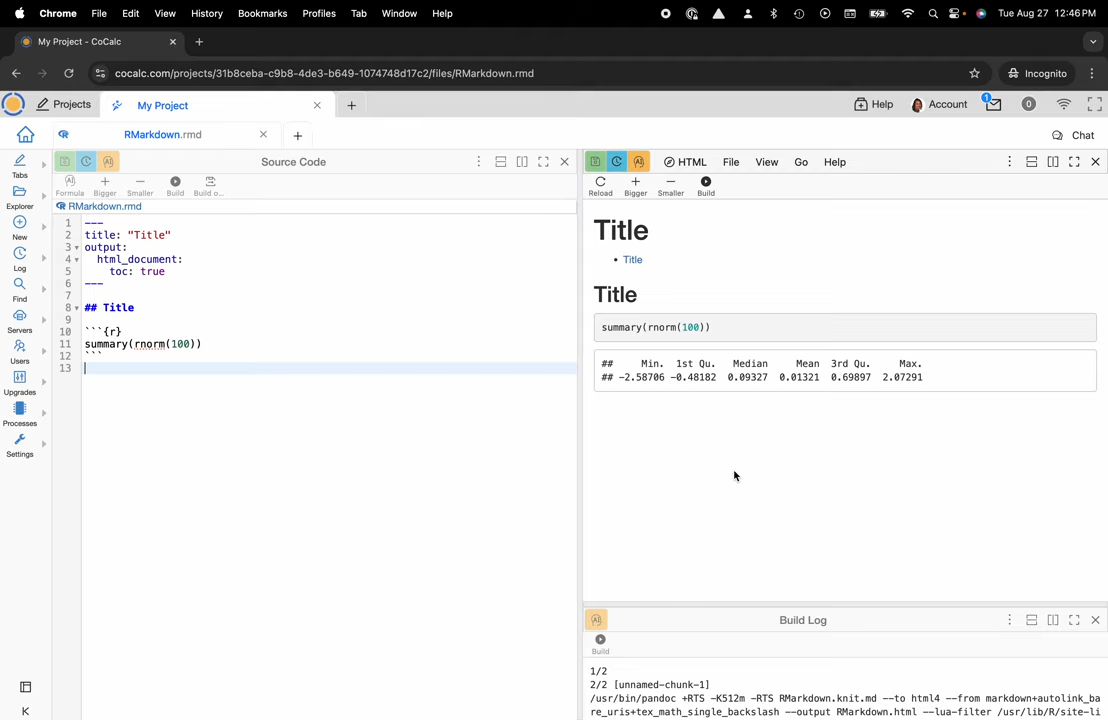 Chrome File Edit View History Bookmarks Profiles Tab Window Help Tue Aug 27 12:46 PM
My Project - CoCalc
cocalc.com/projects/31b8ceba-c9b8-4de3-b649-1074748d17c2/files/RMarkdown.rmd Incognito
Projects My Project Help 1 Account 0
RMarkdown.rmd Chat
Tabs
Explorer
New
Log
Find
Servers
Users
Upgrades
Processes
Settings
AI Source Code
Formula Bigger Smaller Build Build o...
RMarkdown.rmd
1 ---
2 title: "Title"
3 output:
4 html_document:
5 toc: true
6 ---
7
8 ## Title
9
10 ```{r}
11 summary(rnorm(100))
12 ```
13
AI HTML File View Go Help
Reload Bigger Smaller Build
Title
• Title
Title
summary(rnorm(100))
## Min. 1st Qu. Median Mean 3rd Qu. Max.
## -2.58706 -0.48182 0.09327 0.01321 0.69897 2.07291
AI Build Log
Build
1/2
2/2 [unnamed-chunk-1]
/usr/bin/pandoc +RTS -K512m -RTS RMarkdown.knit.md --to html4 --from markdown+autolink_ba
re_uris+tex_math_single_backslash --output RMarkdown.html --lua-filter /usr/lib/R/site-li